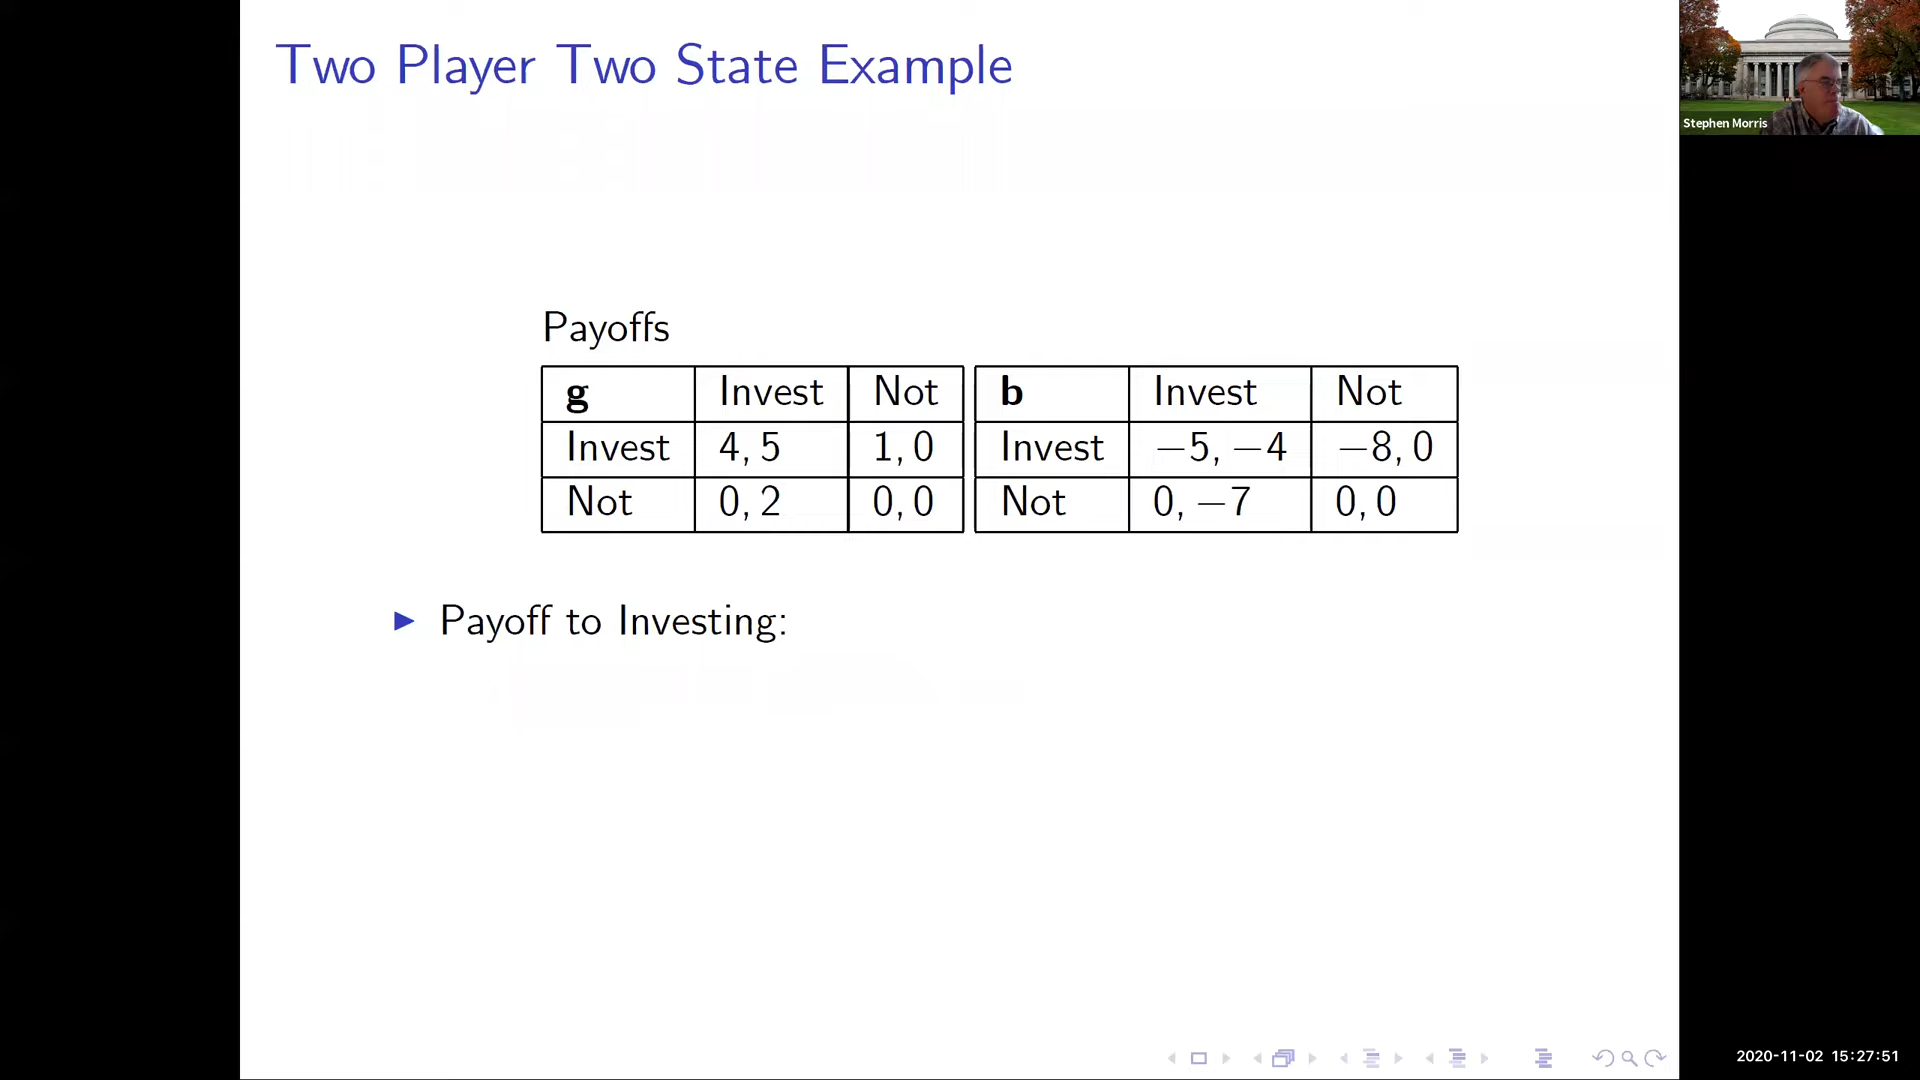 Two Player Two State Example
Stephen Morris
Payoffs
g Invest Not b Invest Not
Invest 4, 5 1, 0 Invest −5, −4 −8, 0
Not 0, 2 0, 0 Not 0, −7 0, 0
▶ Payoff to Investing:
2020-11-02 15:27:51